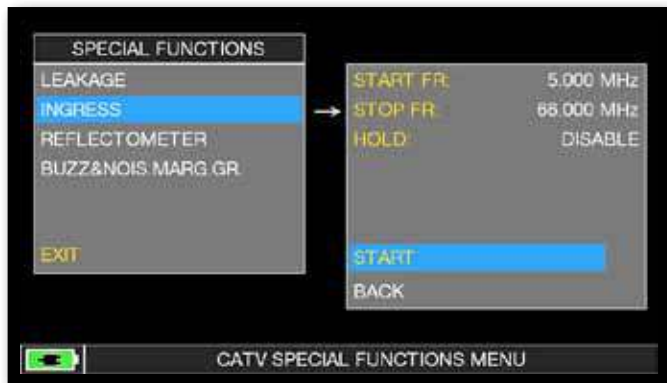 SPECIAL FUNCTIONS
LEAKAGE
INGRESS
REFLECTOMETER
BUZZ&NOIS.MARG.GR.
EXIT
START FR: 5.000 MHz
STOP FR: 66.000 MHz
HOLD: DISABLE
START
BACK
CATV SPECIAL FUNCTIONS MENU